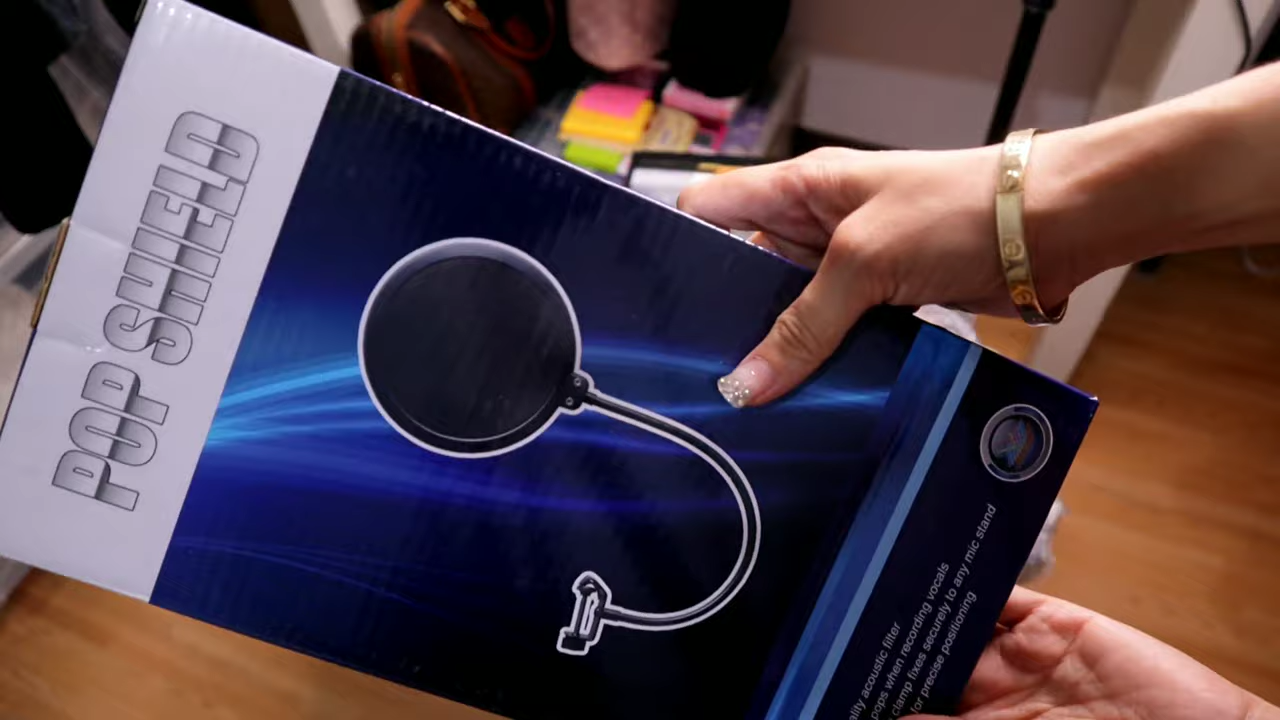 POP SHIELD
acoustic filter
pops when recording vocals
clamp fixes securely to any mic stand
for precise positioning